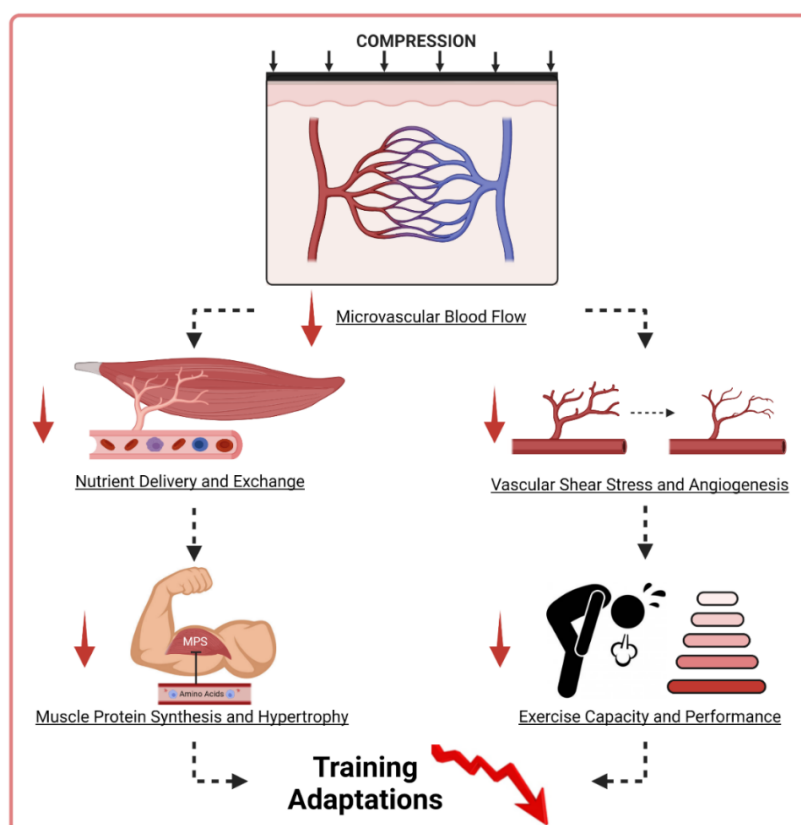 COMPRESSION
Microvascular Blood Flow
Nutrient Delivery and Exchange
Vascular Shear Stress and Angiogenesis
MPS
Amino Acids
Muscle Protein Synthesis and Hypertrophy
Exercise Capacity and Performance
Training
Adaptations